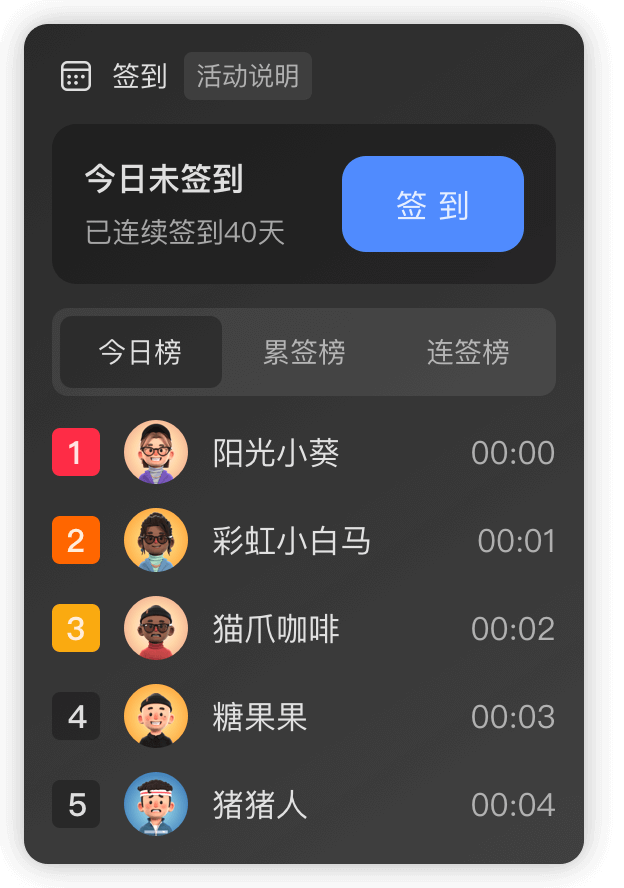 签到 活动说明
今日未签到
已连续签到40天
签 到
今日榜 累签榜 连签榜
1 阳光小葵 00:00
2 彩虹小白马 00:01
3 猫爪咖啡 00:02
4 糖果果 00:03
5 猪猪人 00:04